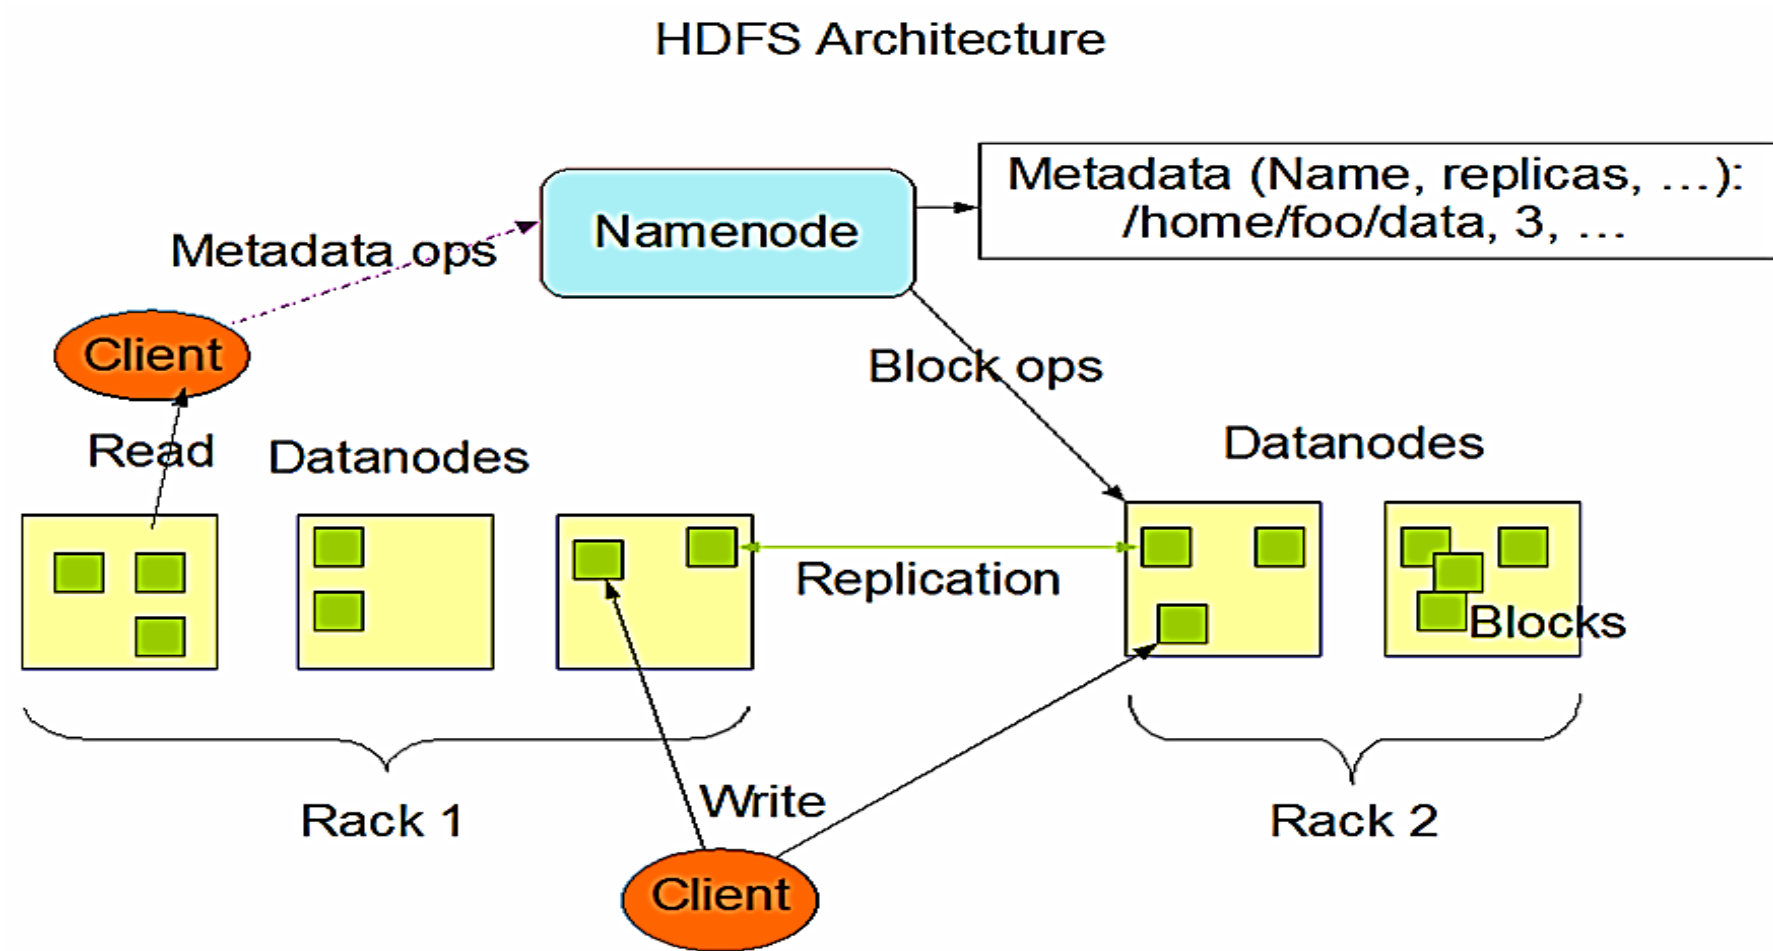 HDFS Architecture
Metadata (Name, replicas, ...):
/home/foo/data, 3, ...
Namenode
Metadata ops
Client
Block ops
Read
Datanodes
Datanodes
Replication
Blocks
Rack 1
Write
Rack 2
Client